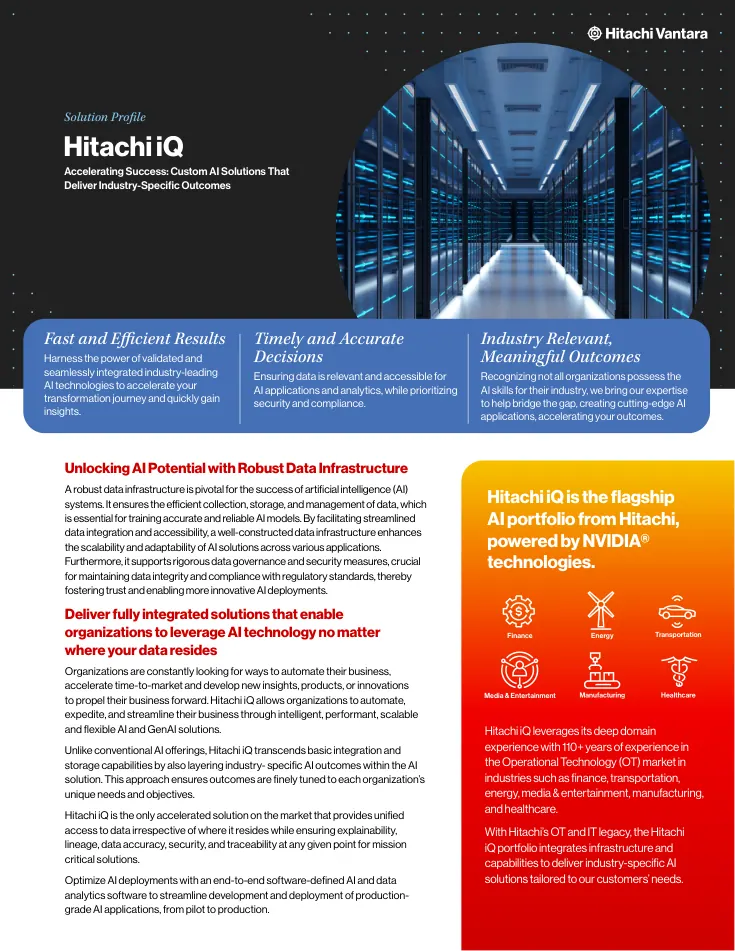 Hitachi Vantara
Solution Profile
Hitachi iQ
Accelerating Success: Custom AI Solutions That
Deliver Industry-Specific Outcomes
Fast and Efficient Results
Harness the power of validated and
seamlessly integrated industry-leading
AI technologies to accelerate your
transformation journey and quickly gain
insights.
Timely and Accurate
Decisions
Ensuring data is relevant and accessible for
AI applications and analytics, while prioritizing
security and compliance.
Industry Relevant,
Meaningful Outcomes
Recognizing not all organizations possess the
AI skills for their industry, we bring our expertise
to help bridge the gap, creating cutting-edge AI
applications, accelerating your outcomes.
Unlocking AI Potential with Robust Data Infrastructure
A robust data infrastructure is pivotal for the success of artificial intelligence (AI)
systems. It ensures the efficient collection, storage, and management of data, which
is essential for training accurate and reliable AI models. By facilitating streamlined
data integration and accessibility, a well-constructed data infrastructure enhances
the scalability and adaptability of AI solutions across various applications.
Furthermore, it supports rigorous data governance and security measures, crucial
for maintaining data integrity and compliance with regulatory standards, thereby
fostering trust and enabling more innovative AI deployments.
Deliver fully integrated solutions that enable
organizations to leverage AI technology no matter
where your data resides
Organizations are constantly looking for ways to automate their business,
accelerate time-to-market and develop new insights, products, or innovations
to propel their business forward. Hitachi iQ allows organizations to automate,
expedite, and streamline their business through intelligent, performant, scalable
and flexible AI and GenAI solutions.
Unlike conventional AI offerings, Hitachi iQ transcends basic integration and
storage capabilities by also layering industry- specific AI outcomes within the AI
solution. This approach ensures outcomes are finely tuned to each organization's
unique needs and objectives.
Hitachi iQ is the only accelerated solution on the market that provides unified
access to data irrespective of where it resides while ensuring explainability,
lineage, data accuracy, security, and traceability at any given point for mission
critical solutions.
Optimize AI deployments with an end-to-end software-defined AI and data
analytics software to streamline development and deployment of production-
grade AI applications, from pilot to production.
Hitachi iQ is the flagship
AI portfolio from Hitachi,
powered by NVIDIA®
technologies.
$
Finance
Energy
Transportation
Media & Entertainment
Manufacturing
Healthcare
Hitachi iQ leverages its deep domain
experience with 110+ years of experience in
the Operational Technology (OT) market in
industries such as finance, transportation,
energy, media & entertainment, manufacturing,
and healthcare.
With Hitachi's OT and IT legacy, the Hitachi
iQ portfolio integrates infrastructure and
capabilities to deliver industry-specific AI
solutions tailored to our customers' needs.